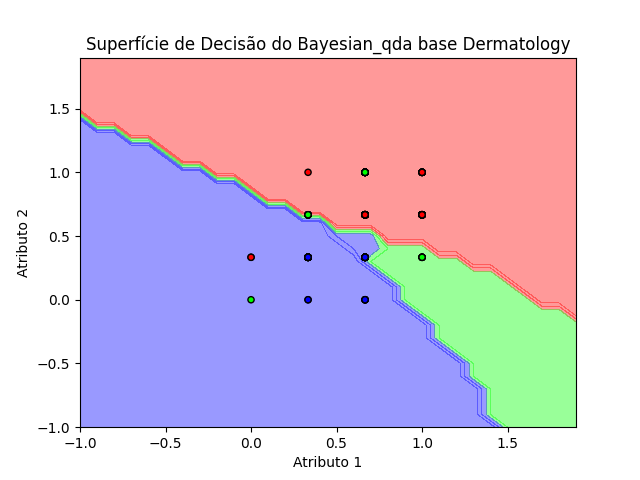 Superfície de Decisão do Bayesian_qda base Dermatology
Atributo 2
1.5
1.0
0.5
0.0
−0.5
−1.0
−1.0 −0.5 0.0 0.5 1.0 1.5
Atributo 1